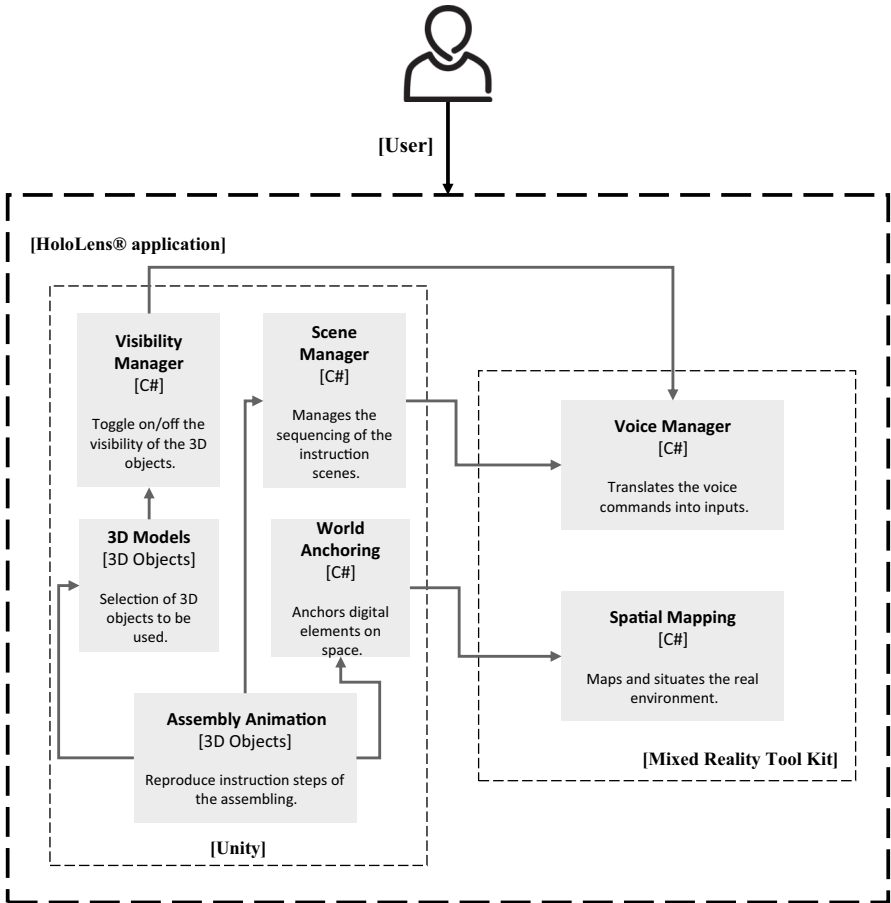 [User]
[HoloLens® application]
Visibility
Manager
[C#]
Toggle on/off the
visibility of the 3D
objects.
Scene
Manager
[C#]
Manages the
sequencing of the
instruction
scenes.
Voice Manager
[C#]
Translates the voice
commands into inputs.
3D Models
[3D Objects]
Selection of 3D
objects to be
used.
World
Anchoring
[C#]
Anchors digital
elements on
space.
Spatial Mapping
[C#]
Maps and situates the real
environment.
Assembly Animation
[3D Objects]
Reproduce instruction steps of
the assembling.
[Mixed Reality Tool Kit]
[Unity]